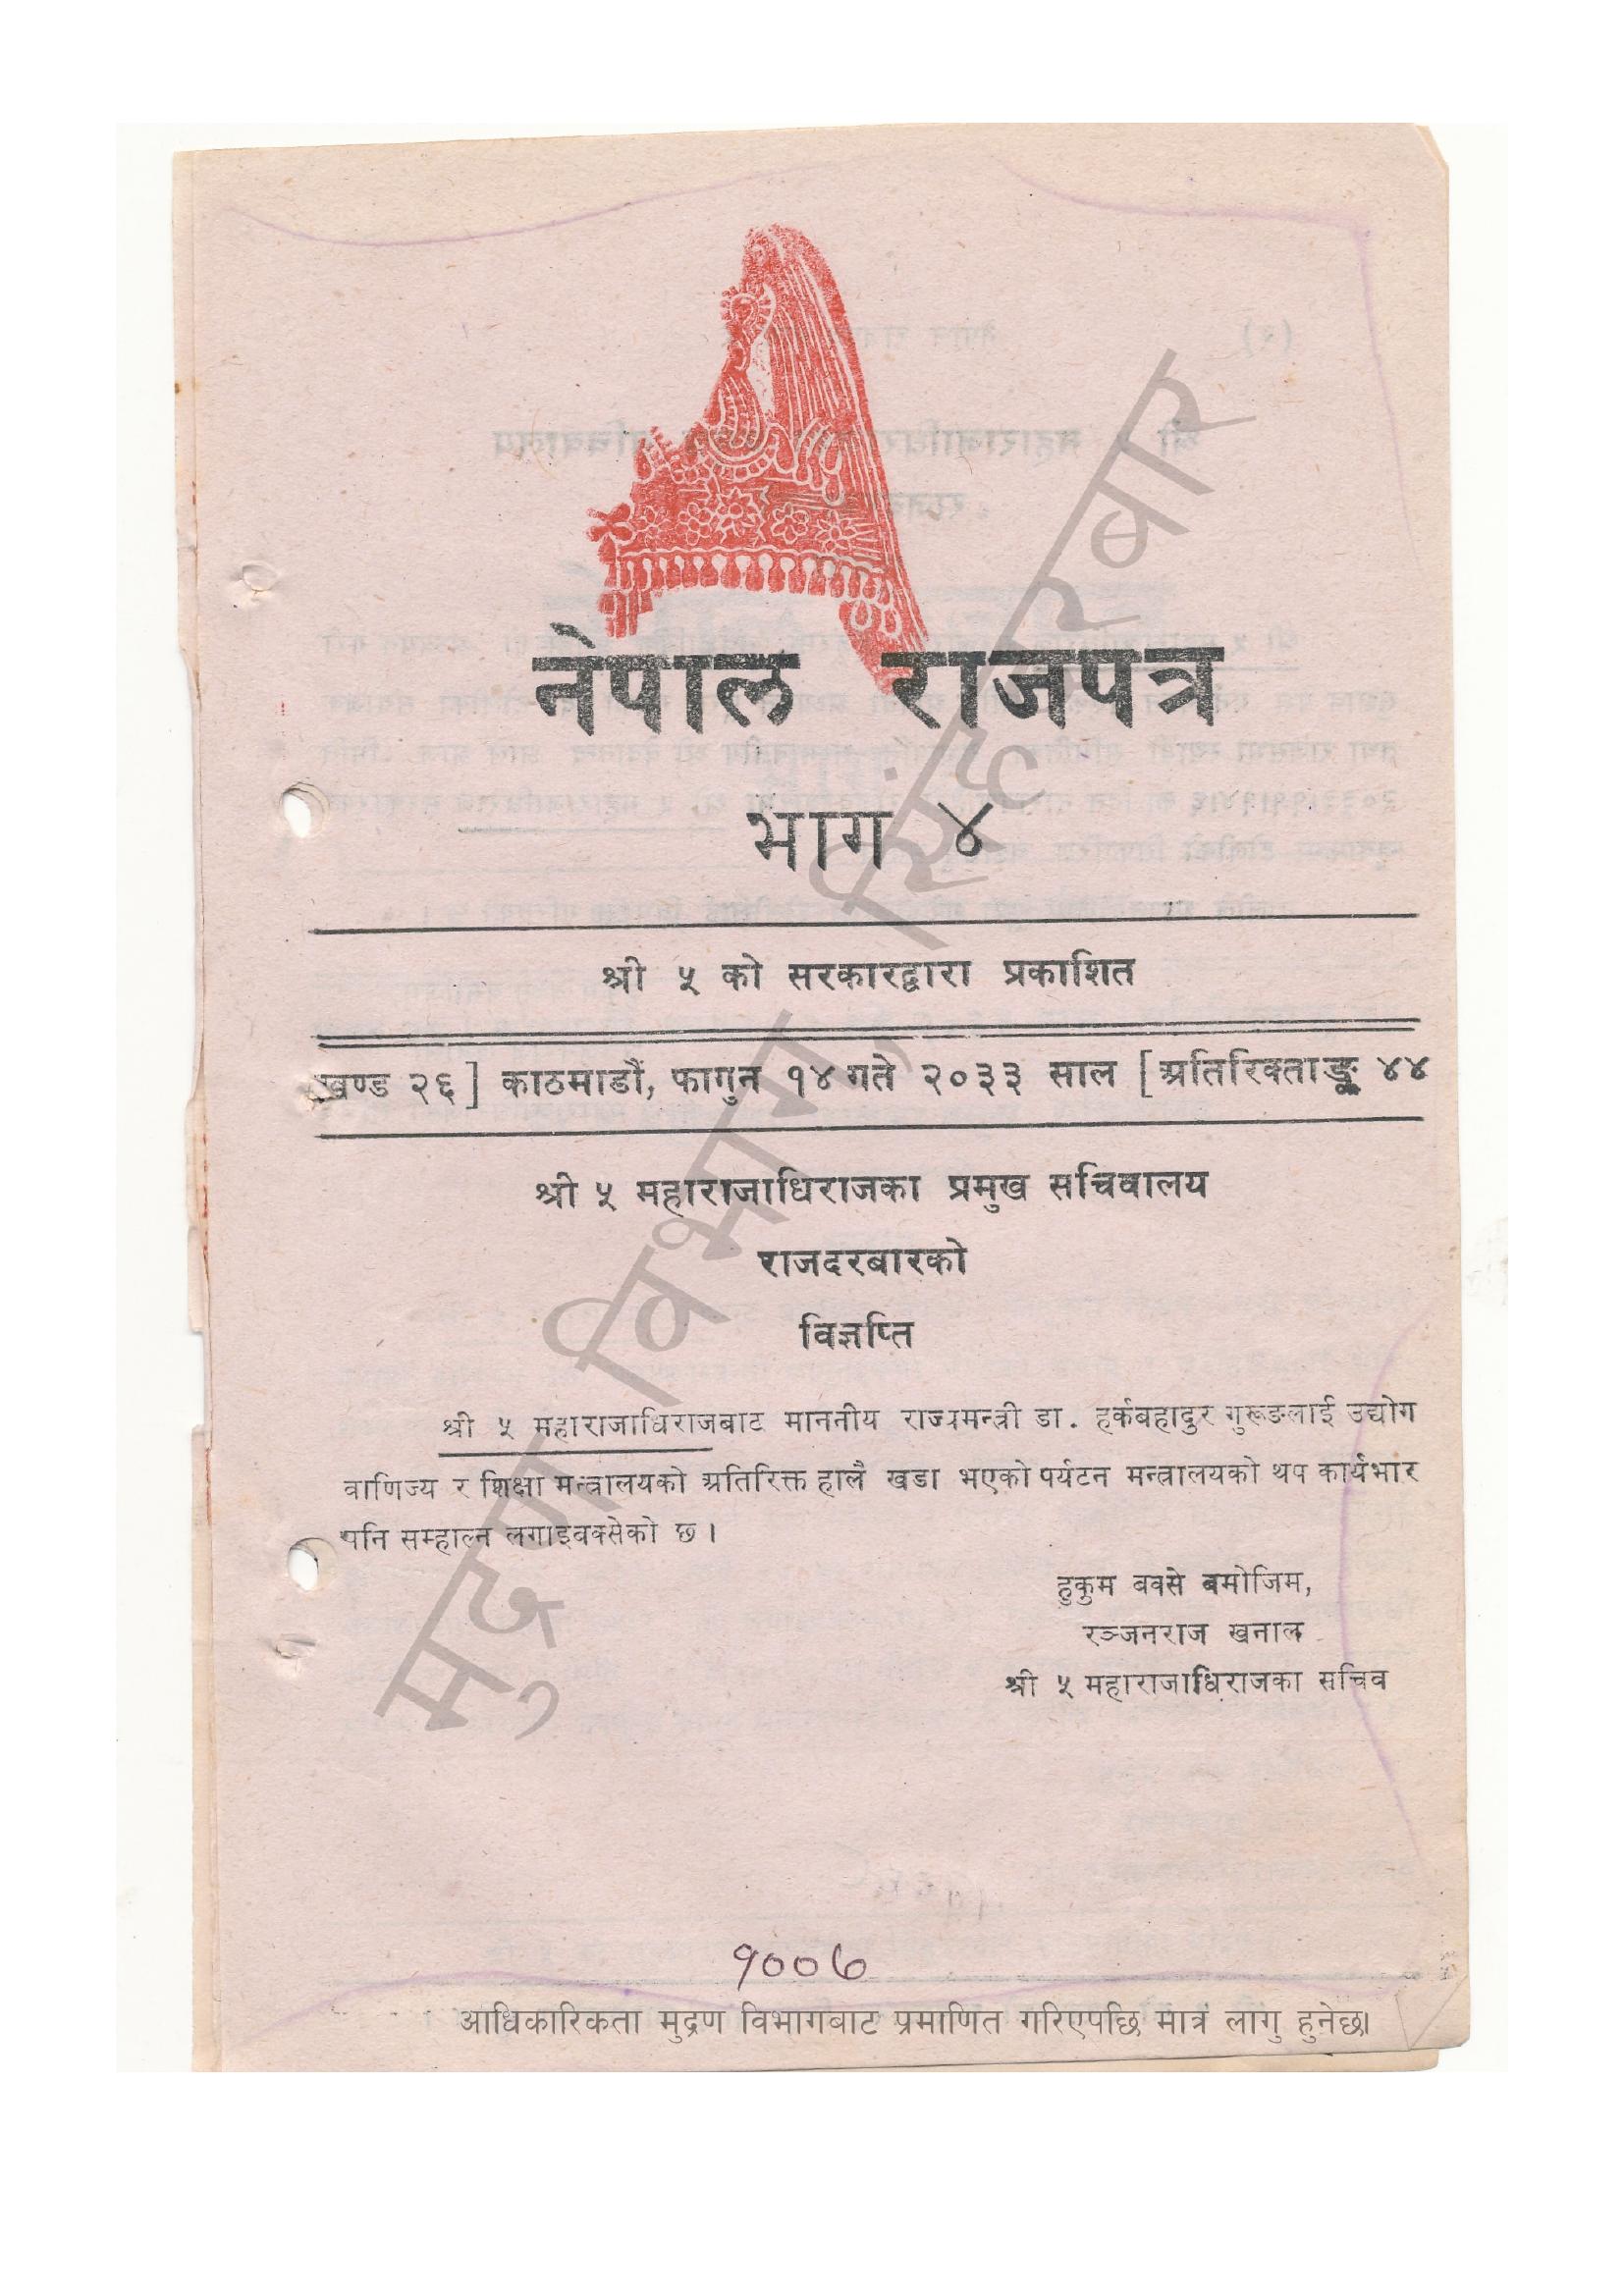 नेपाल राजपत्र
भाग ४
श्री ५ को सरकारद्वारा प्रकाशित
खण्ड २६] काठमाडौं, फागुन १४ गते २०३३ साल [अतिरिक्ताङ्क ४४
श्री ५ महाराजाधिराजका प्रमुख सचिवालय
राजदरबारको
विज्ञप्ति
श्री ५ महाराजाधिराजबाट माननीय राज्यमन्त्री डा. हर्कबहादुर गुरूङलाई उद्योग
वाणिज्य र शिक्षा मन्त्रालयको अतिरिक्त हालै खडा भएको पर्यटन मन्त्रालयको थप कार्यभार
पनि सम्हाल्न लगाइबक्सेको छ ।
हुकुम बक्से बमोजिम,
रञ्जनराज खनाल
श्री ५ महाराजाधिराजका सचिव
१००७
आधिकारिकता मुद्रण विभागबाट प्रमाणित गरिएपछि मात्र लागु हुनेछ।
मुद्रण विभाग, सिंहदरवार